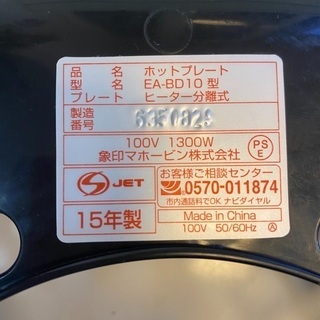 品名 ホットプレート
型名 EA-BD10 型
プレート ヒーター分離式
製造番号
100V 1300W
象印マホービン株式会社
PS E
S JET
お客様ご相談センター
0570-011874
市内通話料でOK ナビダイヤル
15年製
Made in China
100V 50/60Hz Ⓐ